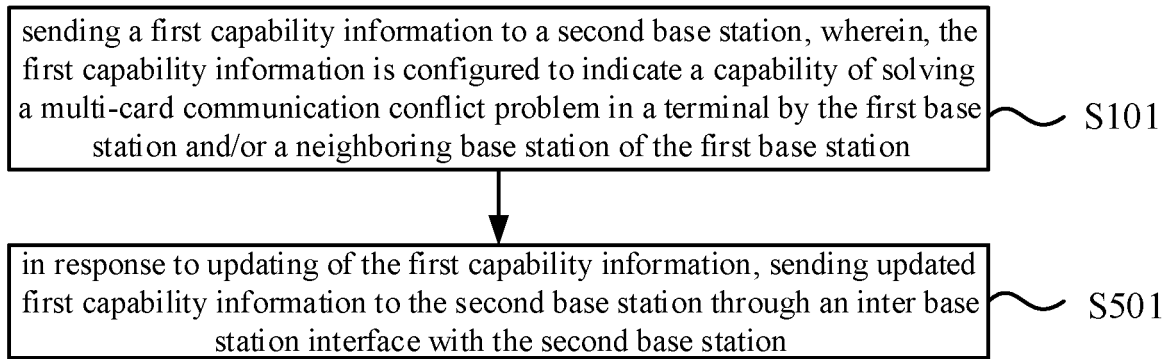 sending a first capability information to a second base station, wherein, the
first capability information is configured to indicate a capability of solving
a multi-card communication conflict problem in a terminal by the first base
station and/or a neighboring base station of the first base station
S101
in response to updating of the first capability information, sending updated
first capability information to the second base station through an inter base
station interface with the second base station
S501